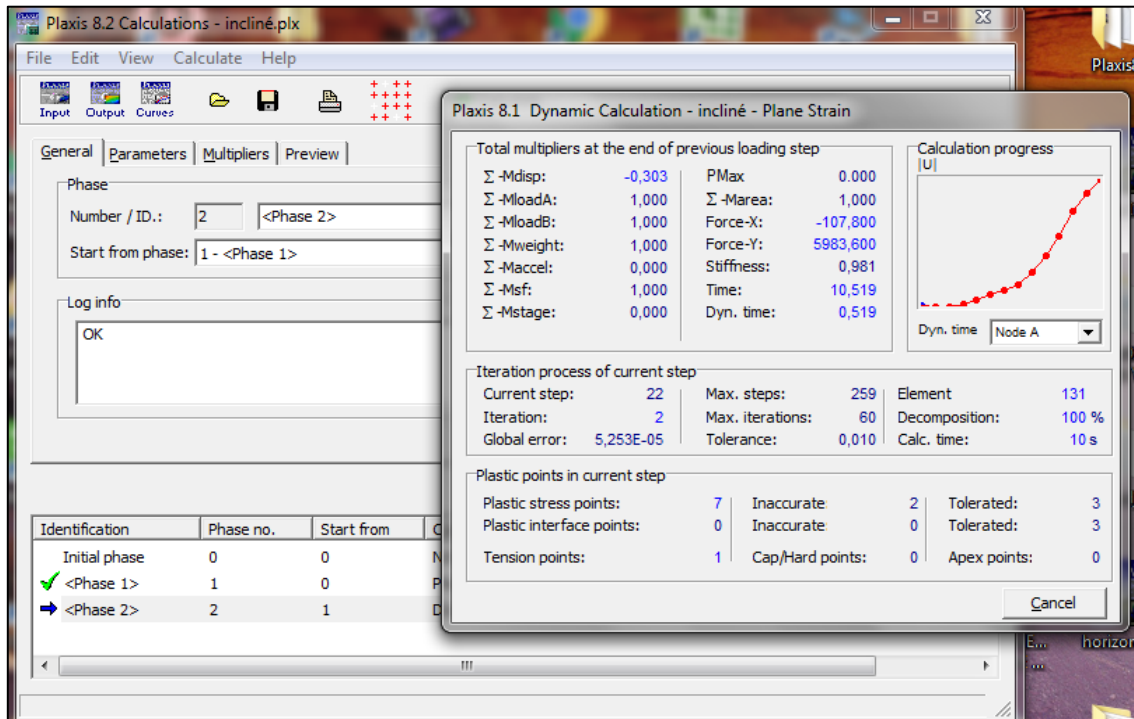 Plaxis 8.2 Calculations - incliné.plx
File Edit View Calculate Help
Input Output Curves
General Parameters Multipliers Preview
Phase
Number / ID.: 2 <Phase 2>
Start from phase: 1 - <Phase 1>
Log info
OK
Identification Phase no. Start from C
Initial phase 0 0 N
<Phase 1> 1 0 P
<Phase 2> 2 1 D
Plaxis 8.1 Dynamic Calculation - incliné - Plane Strain
Total multipliers at the end of previous loading step
Σ -Mdisp: -0,303 PMax 0.000
Σ -MloadA: 1,000 Σ -Marea: 1,000
Σ -MloadB: 1,000 Force-X: -107,800
Σ -Mweight: 1,000 Force-Y: 5983,600
Σ -Maccel: 0,000 Stiffness: 0,981
Σ -Msf: 1,000 Time: 10,519
Σ -Mstage: 0,000 Dyn. time: 0,519
Calculation progress
|U|
Dyn. time Node A
Iteration process of current step
Current step: 22 Max. steps: 259 Element 131
Iteration: 2 Max. iterations: 60 Decomposition: 100 %
Global error: 5,253E-05 Tolerance: 0,010 Calc. time: 10 s
Plastic points in current step
Plastic stress points: 7 Inaccurate: 2 Tolerated: 3
Plastic interface points: 0 Inaccurate: 0 Tolerated: 3
Tension points: 1 Cap/Hard points: 0 Apex points: 0
Cancel
Plaxis
E...
...
horizon